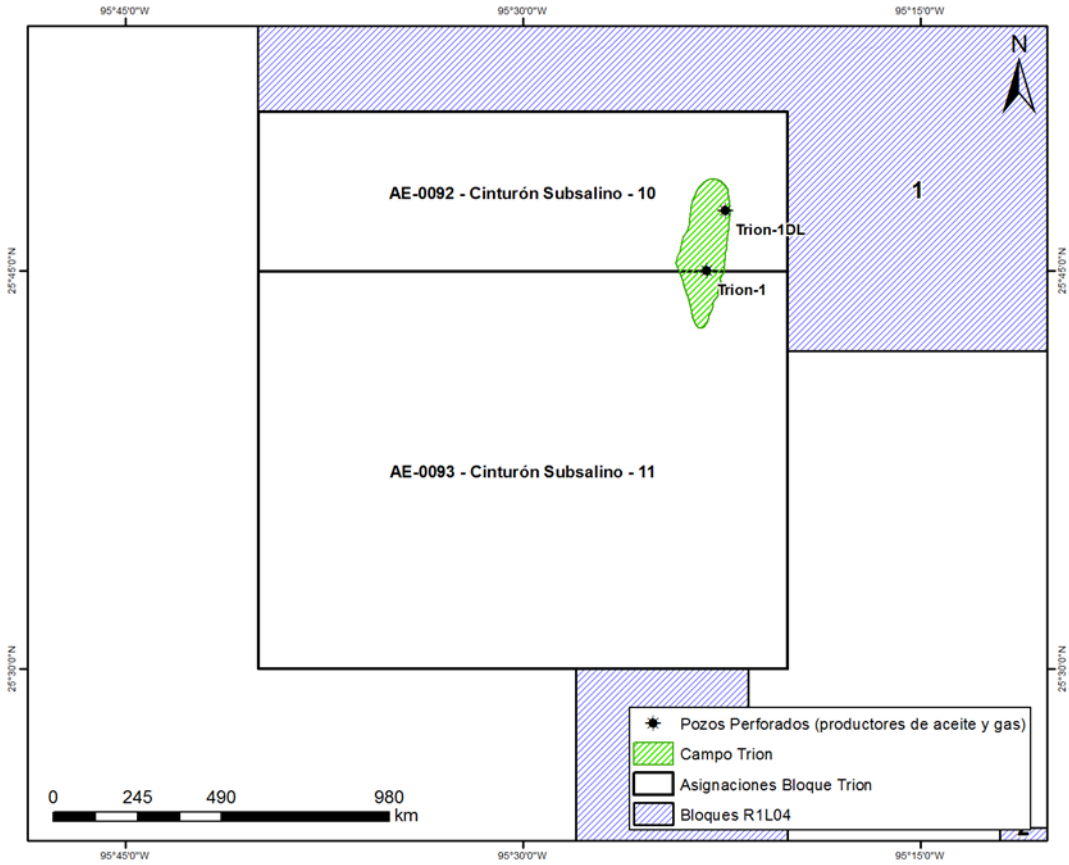 95°45'0"W 95°30'0"W 95°15'0"W
N
AE-0092 - Cinturón Subsalino - 10
1
Trion-1DL
25°45'0"N 25°45'0"N
Trion-1
AE-0093 - Cinturón Subsalino - 11
25°30'0"N 25°30'0"N
Pozos Perforados (productores de aceite y gas)
Campo Trion
Asignaciones Bloque Trion
Bloques R1L04
0 245 490 980
km
95°45'0"W 95°30'0"W 95°15'0"W